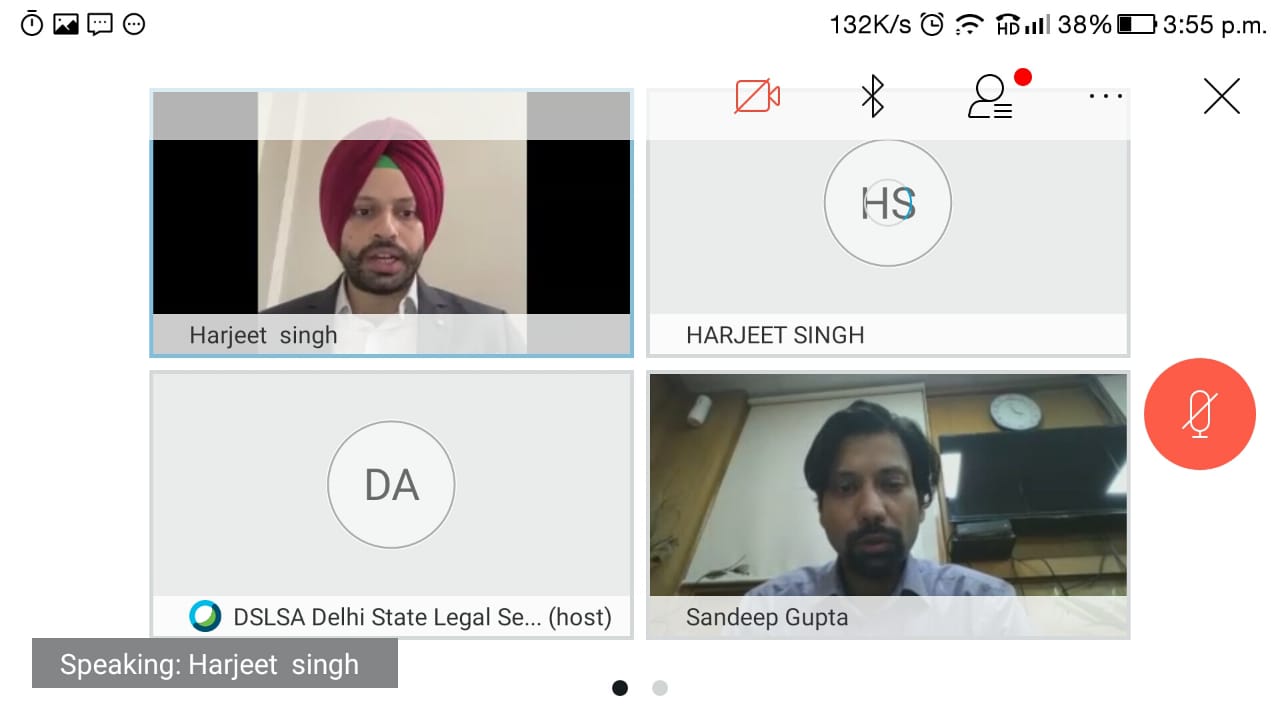 132K/s HD 38% 3:55 p.m.
HS
Harjeet singh
HARJEET SINGH
DA
DSLSA Delhi State Legal Se... (host)
Sandeep Gupta
Speaking: Harjeet singh